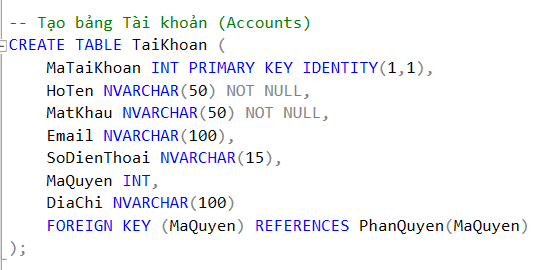 -- Tạo bảng Tài khoản (Accounts)
CREATE TABLE TaiKhoan (
MaTaiKhoan INT PRIMARY KEY IDENTITY(1,1),
HoTen NVARCHAR(50) NOT NULL,
MatKhau NVARCHAR(50) NOT NULL,
Email NVARCHAR(100),
SoDienThoai NVARCHAR(15),
MaQuyen INT,
DiaChi NVARCHAR(100)
FOREIGN KEY (MaQuyen) REFERENCES PhanQuyen(MaQuyen)
);